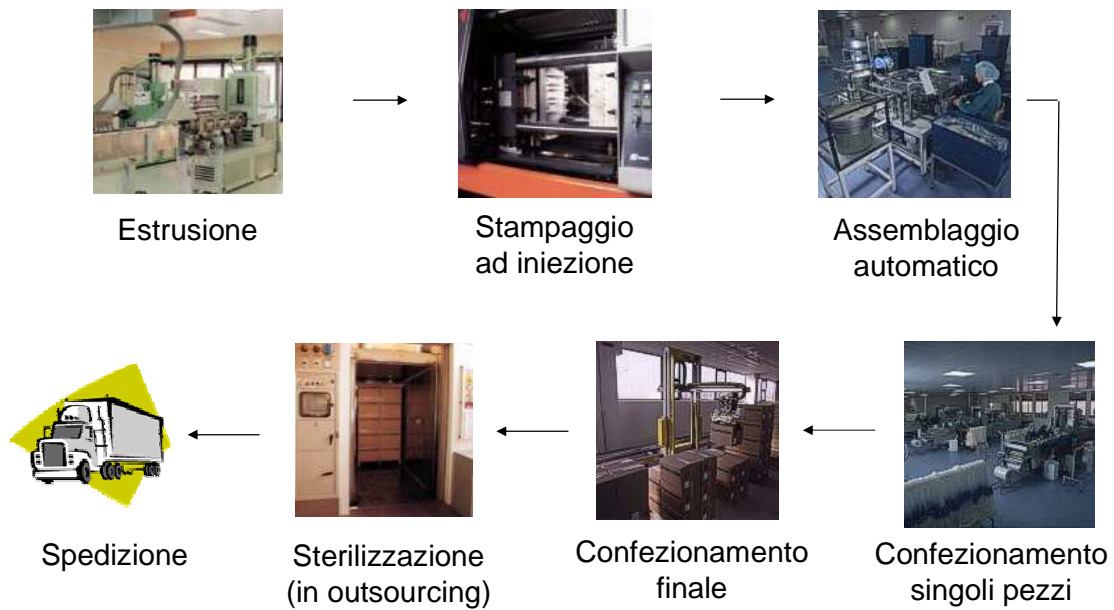 Estrusione
Stampaggio
ad iniezione
Assemblaggio
automatico
Spedizione
Sterilizzazione
(in outsourcing)
Confezionamento
finale
Confezionamento
singoli pezzi